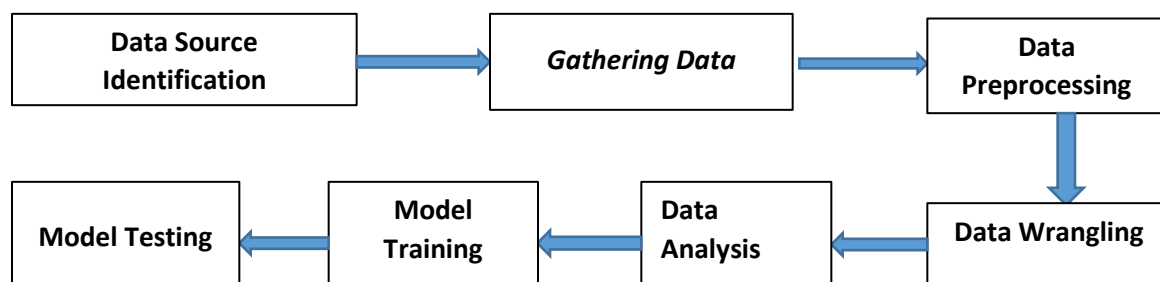 Data Source
Identification
Gathering Data
Data
Preprocessing
Data Wrangling
Data
Analysis
Model
Training
Model Testing